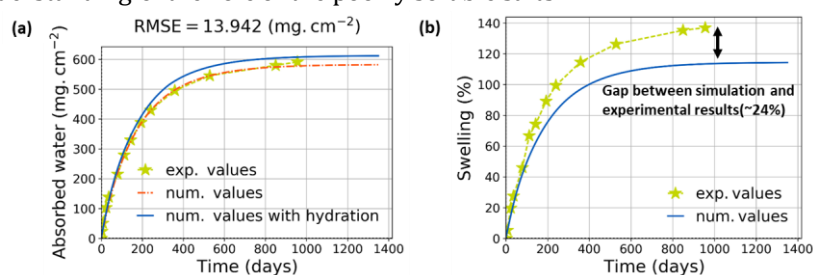 (a)
RMSE = 13.942 (mg. cm⁻²)
Absorbed water (mg. cm⁻²)
600
500
400
300
200
100
0
exp. values
num. values
num. values with hydration
0 200 400 600 800 1000 1200 1400
Time (days)
(b)
Swelling (%)
140
120
100
80
60
40
20
0
Gap between simulation and
experimental results(~24%)
exp. values
num. values
0 200 400 600 800 1000 1200 1400
Time (days)